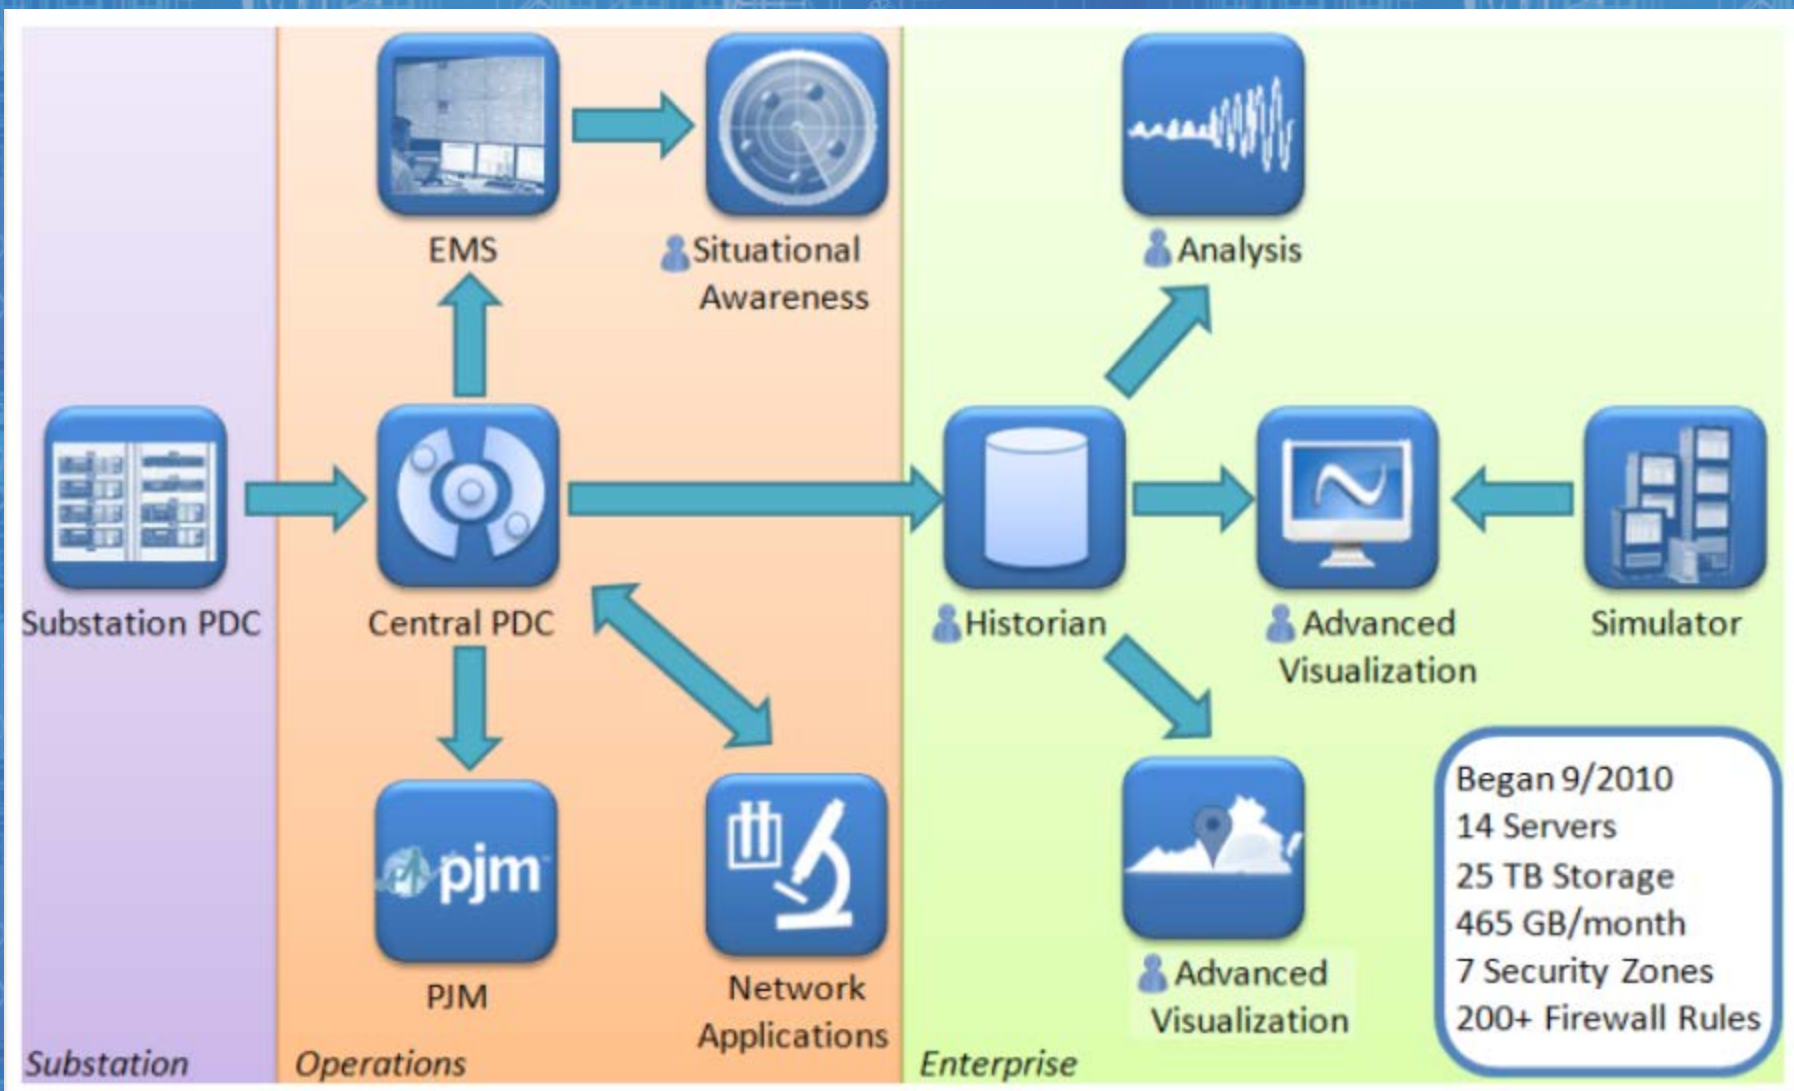 EMS
Situational
Awareness
Analysis
Substation PDC
Central PDC
Historian
Advanced
Visualization
Simulator
pjm
PJM
Network
Applications
Advanced
Visualization
Began 9/2010
14 Servers
25 TB Storage
465 GB/month
7 Security Zones
200+ Firewall Rules
Substation
Operations
Enterprise